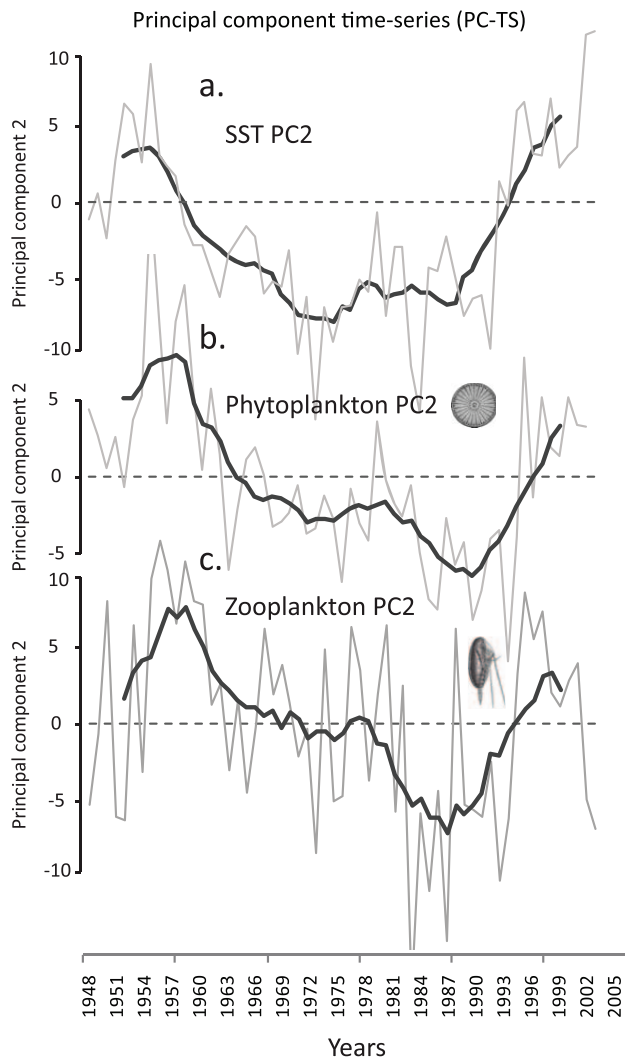 Principal component time-series (PC-TS)
10
a.
SST PC2
5
0
-5
-10
Principal component 2
b.
5
Phytoplankton PC2
0
-5
Principal component 2
c.
10
Zooplankton PC2
5
0
-5
-10
Principal component 2
1948 1951 1954 1957 1960 1963 1966 1969 1972 1975 1978 1981 1984 1987 1990 1993 1996 1999 2002 2005
Years